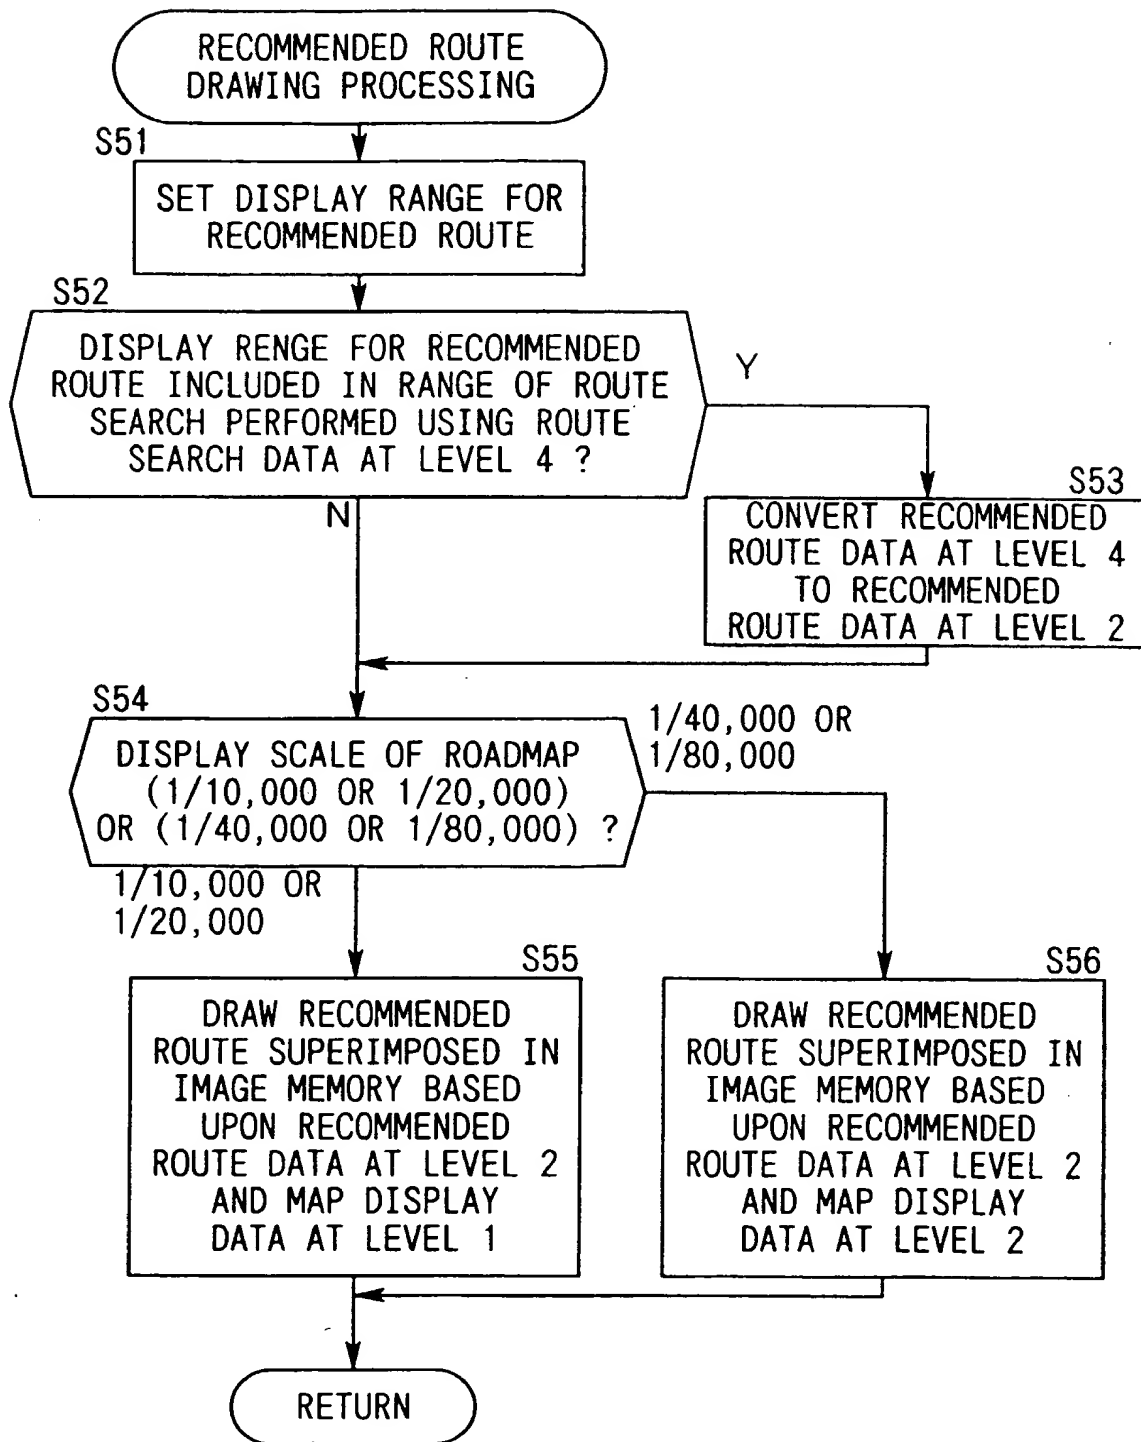 RECOMMENDED ROUTE
DRAWING PROCESSING
S51
SET DISPLAY RANGE FOR
RECOMMENDED ROUTE
S52
DISPLAY RENGE FOR RECOMMENDED
ROUTE INCLUDED IN RANGE OF ROUTE
SEARCH PERFORMED USING ROUTE
SEARCH DATA AT LEVEL 4 ?
Y
N
S53
CONVERT RECOMMENDED
ROUTE DATA AT LEVEL 4
TO RECOMMENDED
ROUTE DATA AT LEVEL 2
S54
DISPLAY SCALE OF ROADMAP
(1/10,000 OR 1/20,000)
OR (1/40,000 OR 1/80,000) ?
1/40,000 OR
1/80,000
1/10,000 OR
1/20,000
S55
DRAW RECOMMENDED
ROUTE SUPERIMPOSED IN
IMAGE MEMORY BASED
UPON RECOMMENDED
ROUTE DATA AT LEVEL 2
AND MAP DISPLAY
DATA AT LEVEL 1
S56
DRAW RECOMMENDED
ROUTE SUPERIMPOSED IN
IMAGE MEMORY BASED
UPON RECOMMENDED
ROUTE DATA AT LEVEL 2
AND MAP DISPLAY
DATA AT LEVEL 2
RETURN